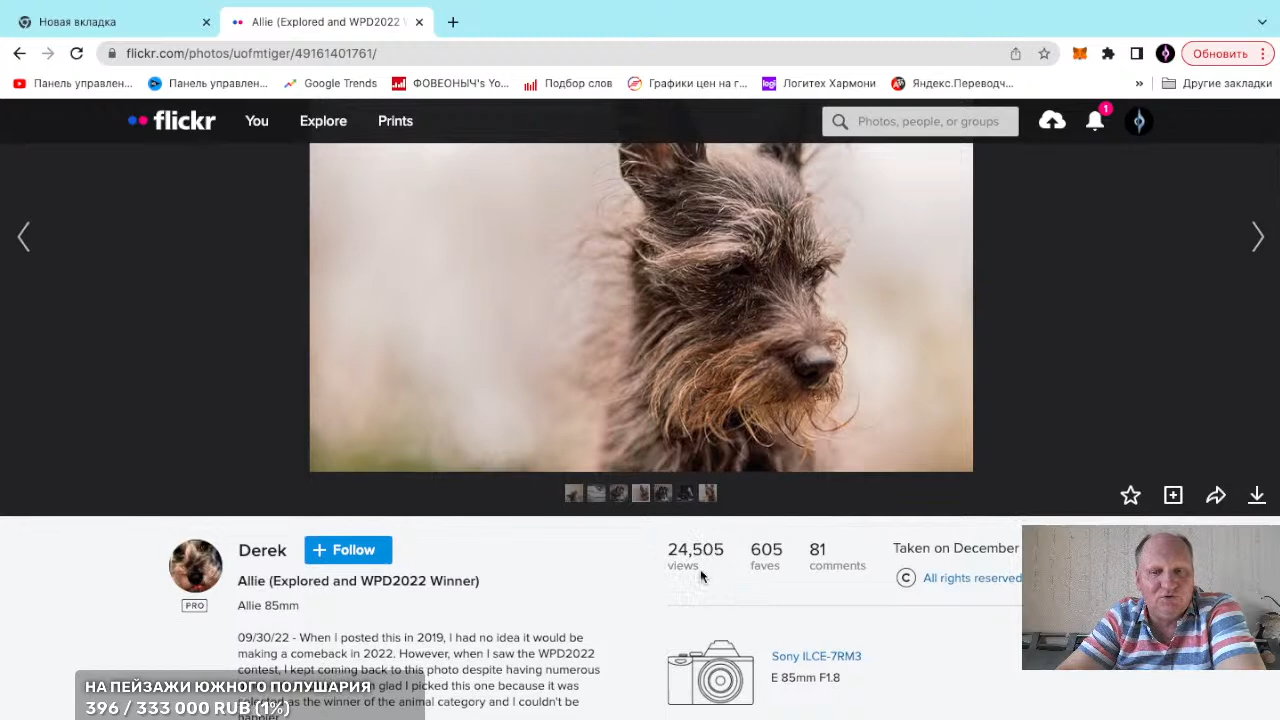 Новая вкладка
Allie (Explored and WPD2022
flickr.com/photos/uofmtiger/49161401761/
Обновить
Панель управлен...
Панель управлен...
Google Trends
ФОВЕОНЫЧ's Yo...
Подбор слов
Графики цен на г...
Логитех Хармони
Яндекс.Переводч...
»
Другие закладки
flickr
You
Explore
Prints
Photos, people, or groups
1
Derek
+ Follow
PRO
Allie (Explored and WPD2022 Winner)
Allie 85mm
09/30/22 - When I posted this in 2019, I had no idea it would be
making a comeback in 2022. However, when I saw the WPD2022
contest, I kept coming back to this photo despite having numerous
glad I picked this one because it was
as the winner of the animal category and I couldn't be
24,505
views
605
faves
81
comments
Taken on December
All rights reserved
Sony ILCE-7RM3
E 85mm F1.8
НА ПЕЙЗАЖИ ЮЖНОГО ПОЛУШАРИЯ
396 / 333 000 RUB (1%)